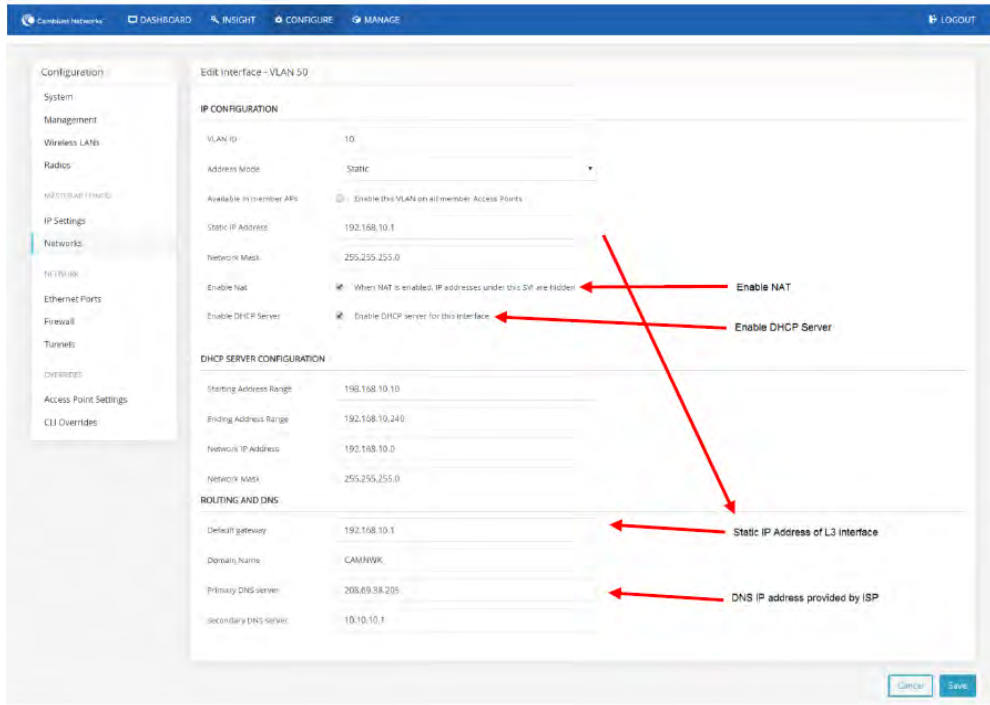 Cambium Networks DASHBOARD INSIGHT CONFIGURE MANAGE LOGOUT
Configuration
System
Management
Wireless LANs
Radios
IP Settings
Networks
NETWORK
Ethernet Ports
Firewall
Tunnels
OVERRIDES
Access Point Settings
CLI Overrides
Edit Interface - VLAN 50
IP CONFIGURATION
VLAN ID 10
Address Mode Static
Available in member APs Enable this VLAN on all member Access Points
Static IP Address 192.168.10.1
Network Mask 255.255.255.0
Enable Nat When NAT is enabled, IP addresses under this SVI are hidden Enable NAT
Enable DHCP Server Enable DHCP server for this interface Enable DHCP Server
DHCP SERVER CONFIGURATION
Starting Address Range 198.168.10.10
Ending Address Range 192.168.10.240
Network IP Address 192.168.10.0
Network Mask 255.255.255.0
ROUTING AND DNS
Default gateway 192.168.10.1 Static IP Address of L3 interface
Domain Name CAMNWK
Primary DNS server 208.69.38.205 DNS IP address provided by ISP
Secondary DNS server 10.10.10.1
Cancel Save